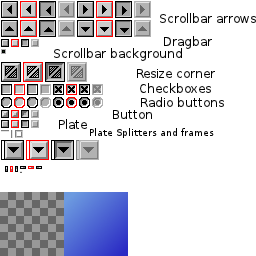 Scrollbar arrows
Dragbar
Scrollbar background
Resize corner
Checkboxes
Radio buttons
Button
Plate
Plate Splitters and frames